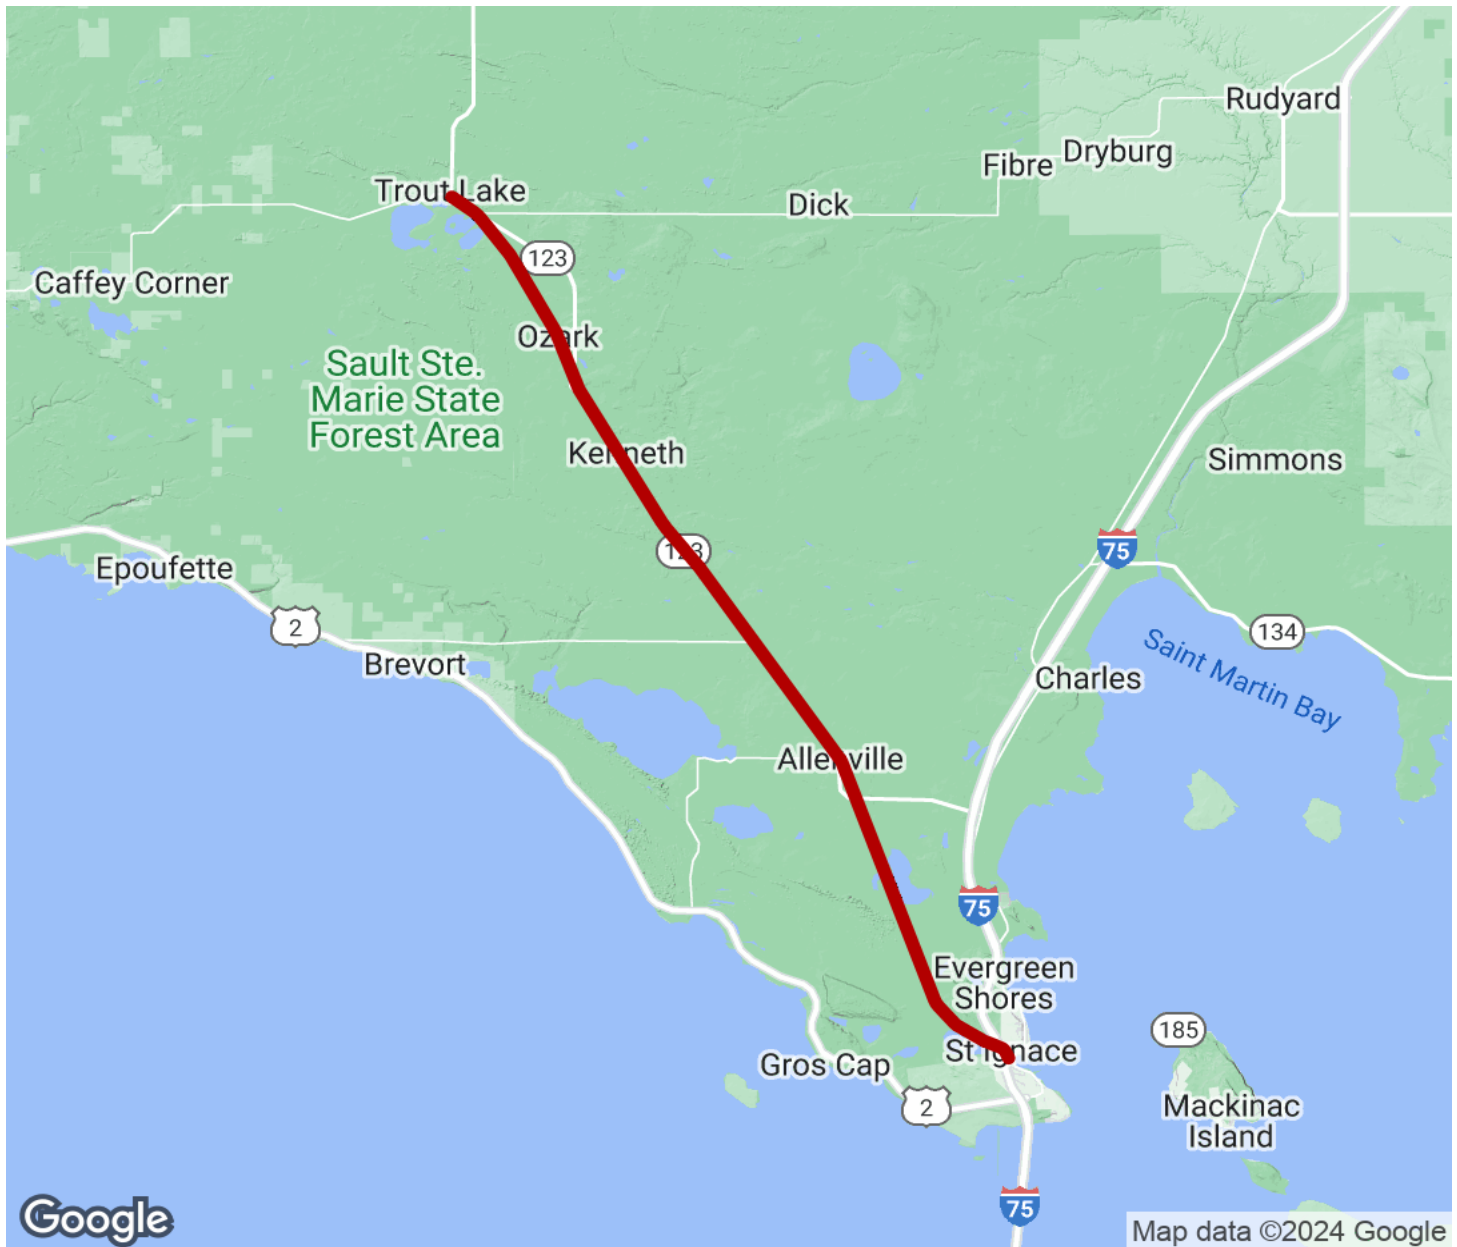 Rudyard
Dryburg
Fibre
Trout Lake
Dick
123
Caffey Corner
Ozark
Sault Ste.
Marie State
Forest Area
Kenneth
Simmons
75
123
Epoufette
2
134
Brevort
Saint Martin Bay
Charles
Allenville
75
Evergreen
Shores
185
St Ignace
Gros Cap
2
Mackinac
Island
75
Google
Map data ©2024 Google